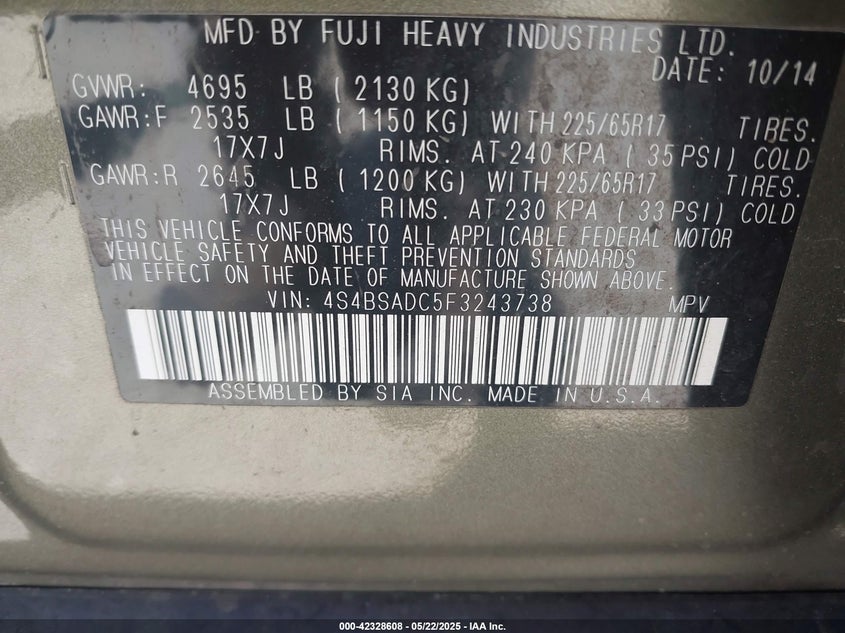 MFD BY FUJI HEAVY INDUSTRIES LTD.
DATE: 10/14
GVWR: 4695 LB ( 2130 KG)
GAWR:F 2535 LB ( 1150 KG) WITH 225/65R17 TIRES.
17X7J RIMS. AT 240 KPA ( 35 PSI) COLD
GAWR:R 2645 LB ( 1200 KG) WITH 225/65R17 TIRES.
17X7J RIMS. AT 230 KPA ( 33 PSI) COLD
THIS VEHICLE CONFORMS TO ALL APPLICABLE FEDERAL MOTOR
VEHICLE SAFETY AND THEFT PREVENTION STANDARDS
IN EFFECT ON THE DATE OF MANUFACTURE SHOWN ABOVE.
VIN: 4S4BSADC5F3243738 MPV
ASSEMBLED BY SIA INC. MADE IN U.S.A.
000-42328608 - 05/22/2025 - IAA Inc.